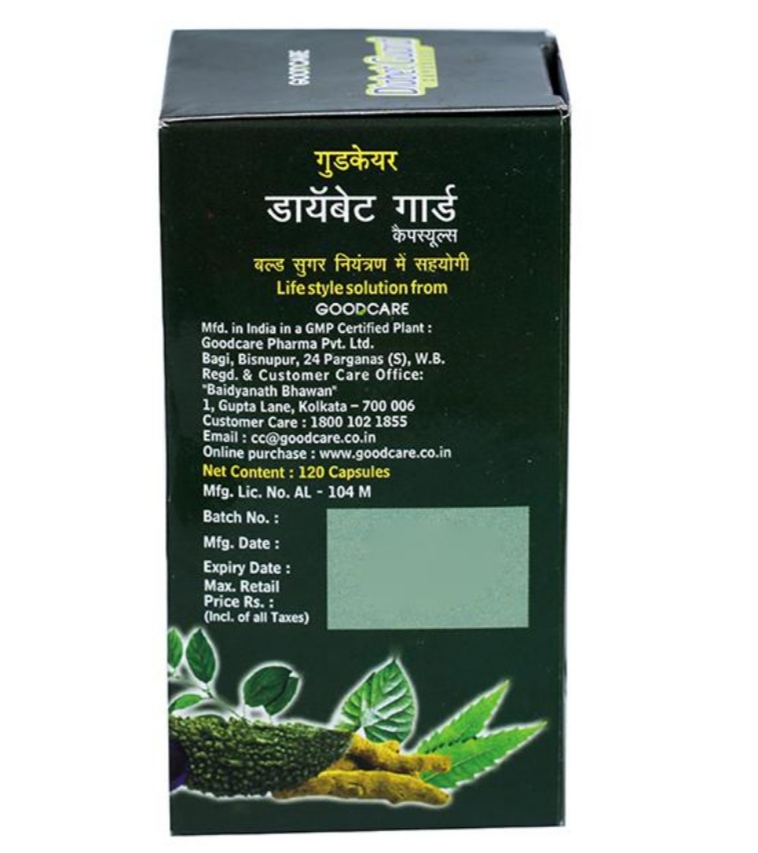 GOODCARE
Diabet Guard
गुडकेयर
डायॅबेट गार्ड
कैपस्यूल्स
बल्ड सुगर नियंत्रण में सहयोगी
Life style solution from
GOODCARE
Mfd. in India in a GMP Certified Plant :
Goodcare Pharma Pvt. Ltd.
Bagi, Bisnupur, 24 Parganas (S), W.B.
Regd. & Customer Care Office:
"Baidyanath Bhawan"
1, Gupta Lane, Kolkata – 700 006
Customer Care : 1800 102 1855
Email : cc@goodcare.co.in
Online purchase : www.goodcare.co.in
Net Content : 120 Capsules
Mfg. Lic. No. AL - 104 M
Batch No. :
Mfg. Date :
Expiry Date :
Max. Retail
Price Rs. :
(Incl. of all Taxes)